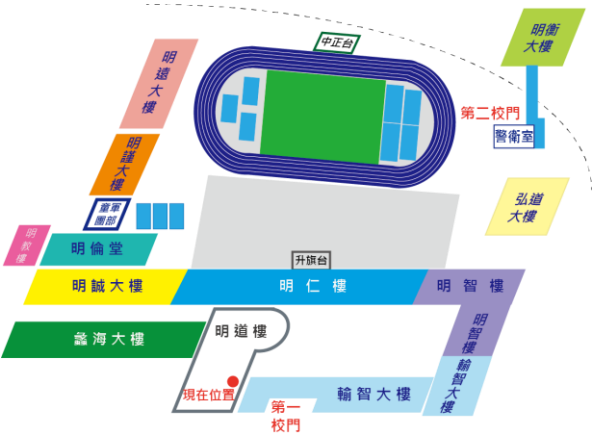 中正台
明衡
大樓
明遠大樓
第二校門
警衛室
明謹大樓
童軍
團部
弘道
大樓
明敭樓
明倫堂
升旗台
明誠大樓
明仁樓
明智樓
明智樓
蠡海大樓
明道樓
輸智大樓
現在位置
輸智大樓
第一
校門